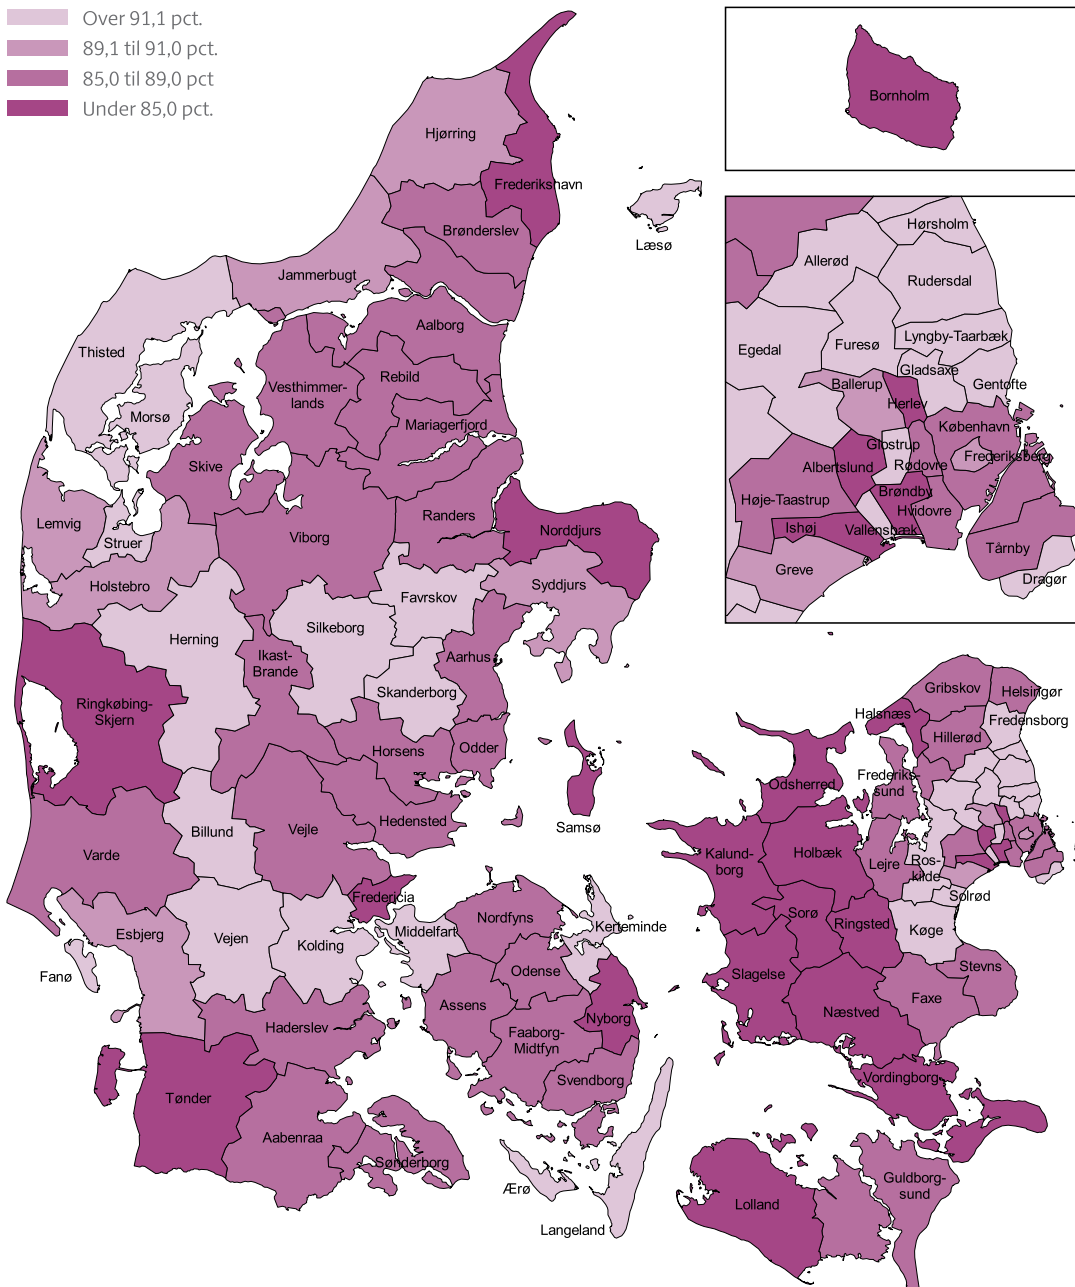 Over 91,1 pct.
89,1 til 91,0 pct.
85,0 til 89,0 pct
Under 85,0 pct.
Bornholm
Hjørring
Frederikshavn
Læsø
Brønderslev
Jammerbugt
Aalborg
Thisted
Rebild
Vesthimmer-
lands
Morsø
Mariagerfjord
Skive
Lemvig
Struer
Viborg
Randers
Norddjurs
Holstebro
Favrskov
Syddjurs
Herning
Silkeborg
Ikast-
Brande
Aarhus
Skanderborg
Ringkøbing-
Skjern
Horsens
Odder
Samsø
Hedensted
Billund
Vejle
Varde
Fredericia
Esbjerg
Vejen
Kolding
Middelfart
Nordfyns
Kerteminde
Fanø
Odense
Assens
Nyborg
Haderslev
Faaborg-
Midtfyn
Svendborg
Tønder
Aabenraa
Sønderborg
Ærø
Langeland
Hørsholm
Allerød
Rudersdal
Egedal
Furesø
Lyngby-Taarbæk
Gladsaxe
Gentofte
Ballerup
Herlev
København
Glostrup
Frederiksberg
Albertslund
Rødovre
Høje-Taastrup
Brøndby
Hvidovre
Ishøj
Vallensbæk
Greve
Tårnby
Dragør
Gribskov
Helsingør
Halsnæs
Fredensborg
Hillerød
Odsherred
Frederiks-
sund
Kalund-
borg
Holbæk
Lejre
Ros-
kilde
Solrød
Sorø
Ringsted
Køge
Slagelse
Stevns
Næstved
Faxe
Vordingborg
Guldborg-
sund
Lolland